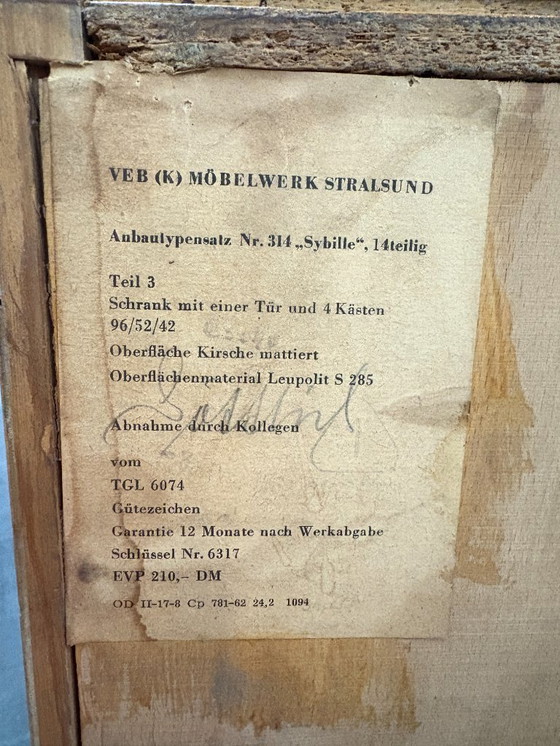 VEB (K) MÖBELWERK STRALSUND
Anbautypensatz Nr. 314 „Sybille“, 14teilig
Teil 3
Schrank mit einer Tür und 4 Kästen
96/52/42
Oberfläche Kirsche mattiert
Oberflächenmaterial Leupolit S 285
Abnahme durch Kollegen
vom
TGL 6074
Gütezeichen
Garantie 12 Monate nach Werkabgabe
Schlüssel Nr. 6317
EVP 210,– DM
OD II-17-8 Cp 781-62 24,2 1094